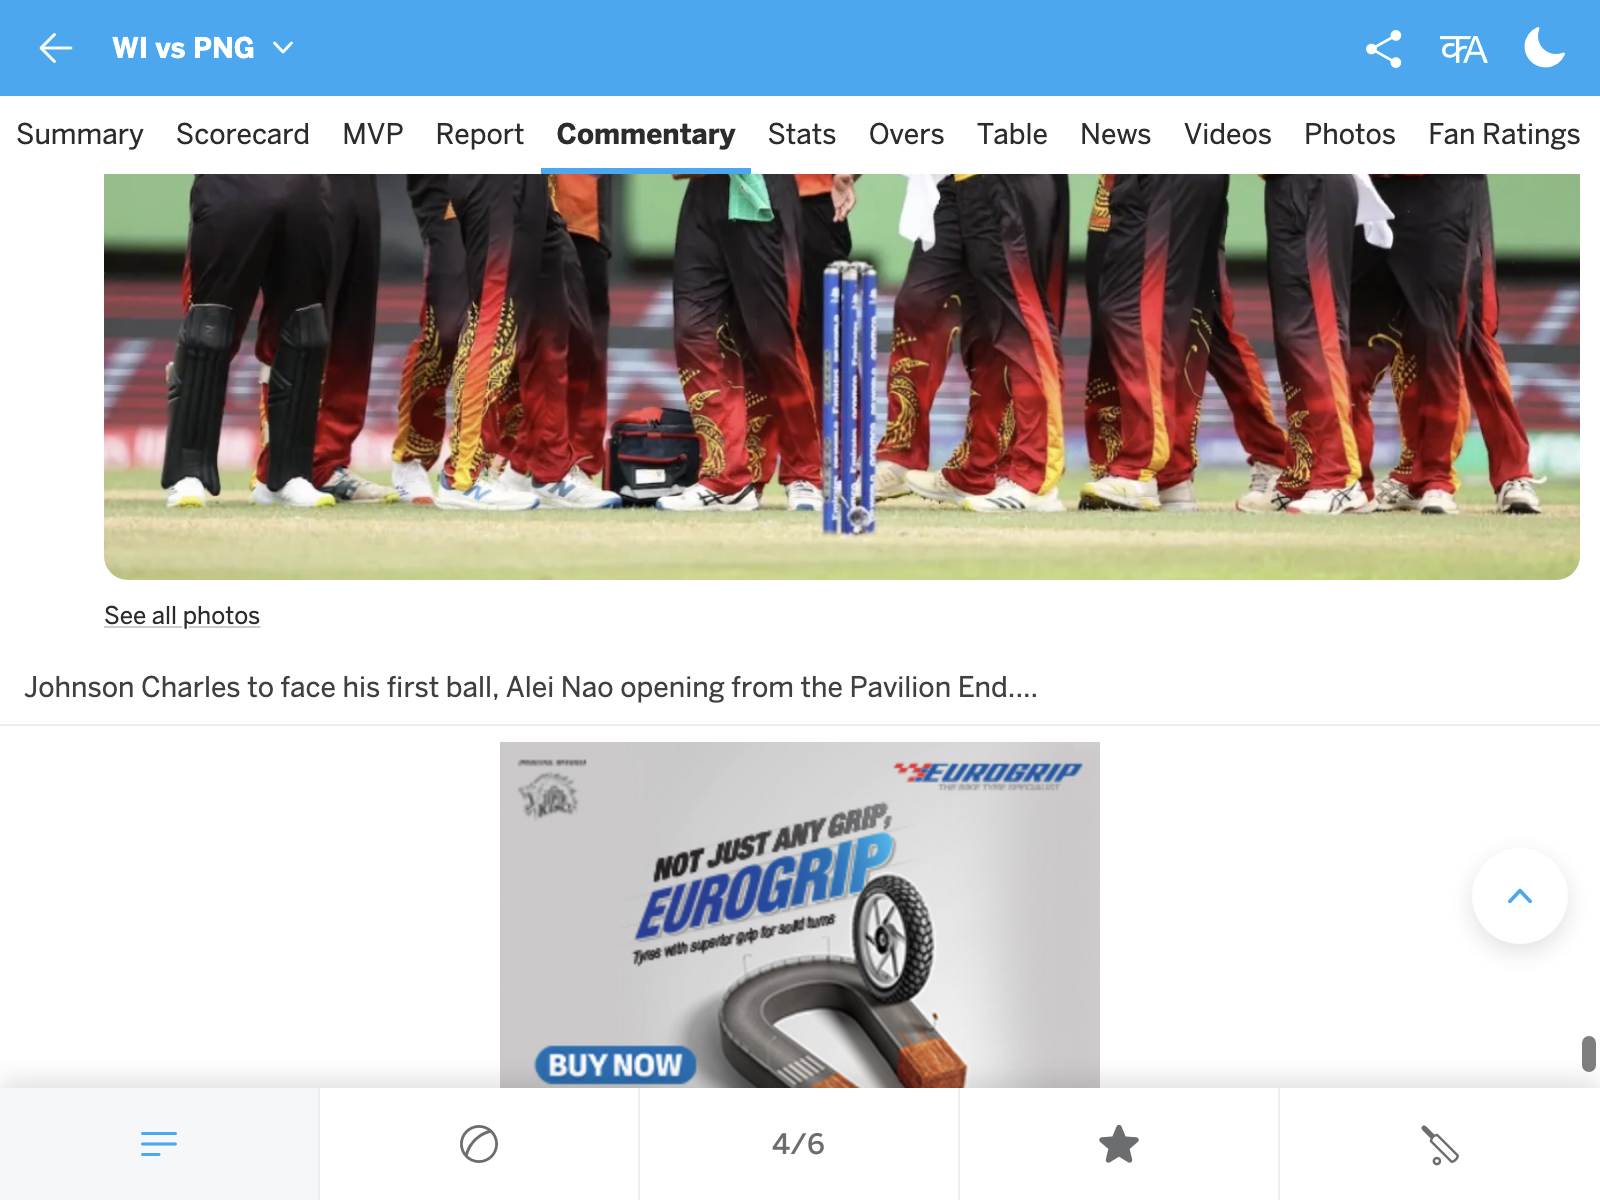 WI vs PNG
Summary Scorecard MVP Report Commentary Stats Overs Table News Videos Photos Fan Ratings
See all photos
Johnson Charles to face his first ball, Alei Nao opening from the Pavilion End....
EUROGRIP
THE BIKE TYRE SPECIALIST
NOT JUST ANY GRIP,
EUROGRIP
Tyres with superior grip for solid turns
BUY NOW
4/6